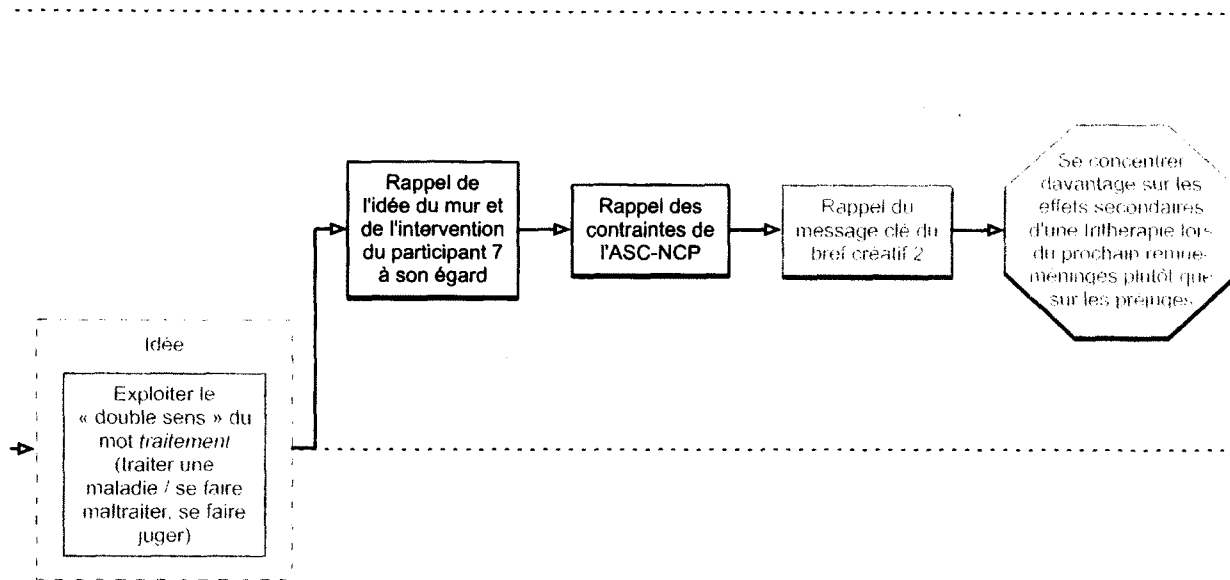 Idée
Exploiter le
« double sens » du
mot traitement
(traiter une
maladie / se faire
maltraiter, se faire
juger)
Rappel de
l'idée du mur et
de l'intervention
du participant 7
à son égard
Rappel des
contraintes de
l'ASC-NCP
Rappel du
message clé du
bref créatif 2
Se concentrer
davantage sur les
effets secondaires
d'une trithérapie lors
du prochain remue-
méninges plutôt que
sur les préjugés